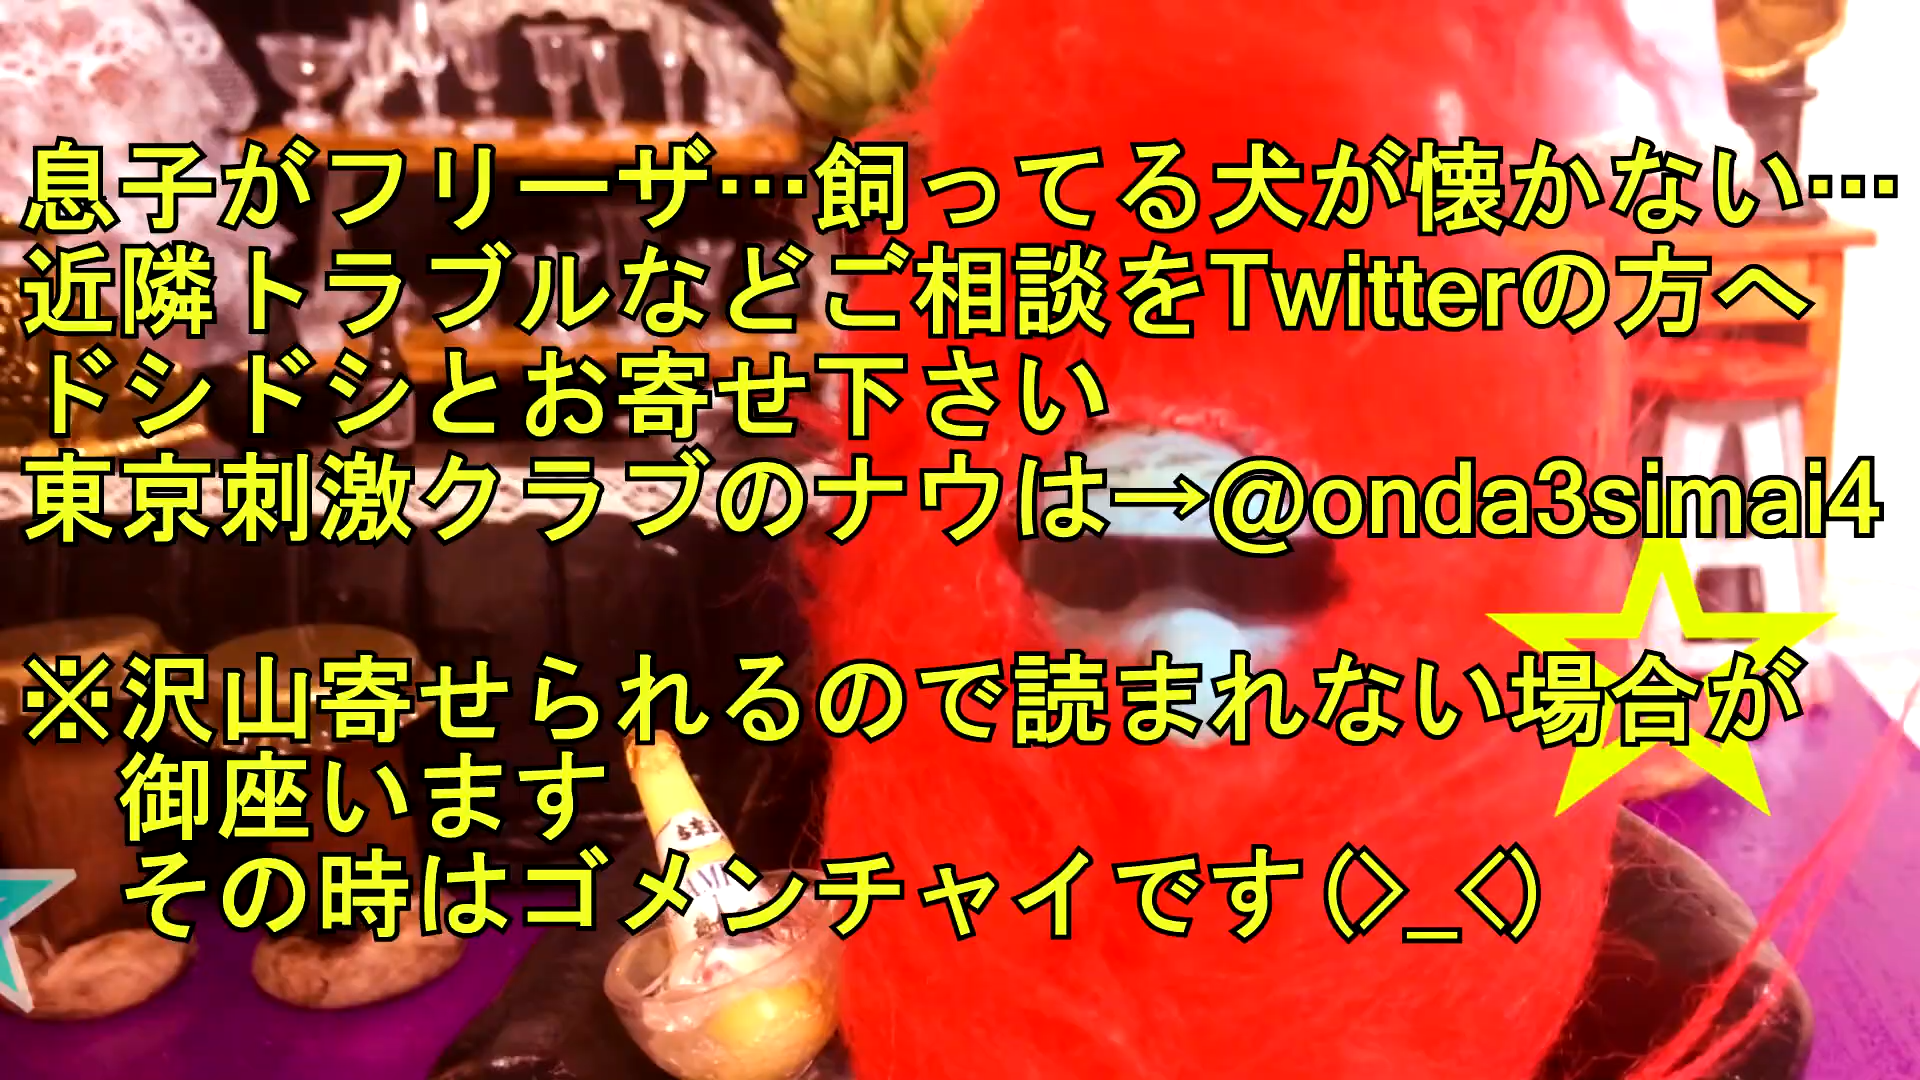 息子がフリーザ…飼ってる犬が懐かない…
近隣トラブルなどご相談をTwitterの方へ
ドシドシとお寄せ下さい
東京刺激クラブのナウは→@onda3simai4
※沢山寄せられるので読まれない場合が
御座います
その時はゴメンチャイです(>_<)